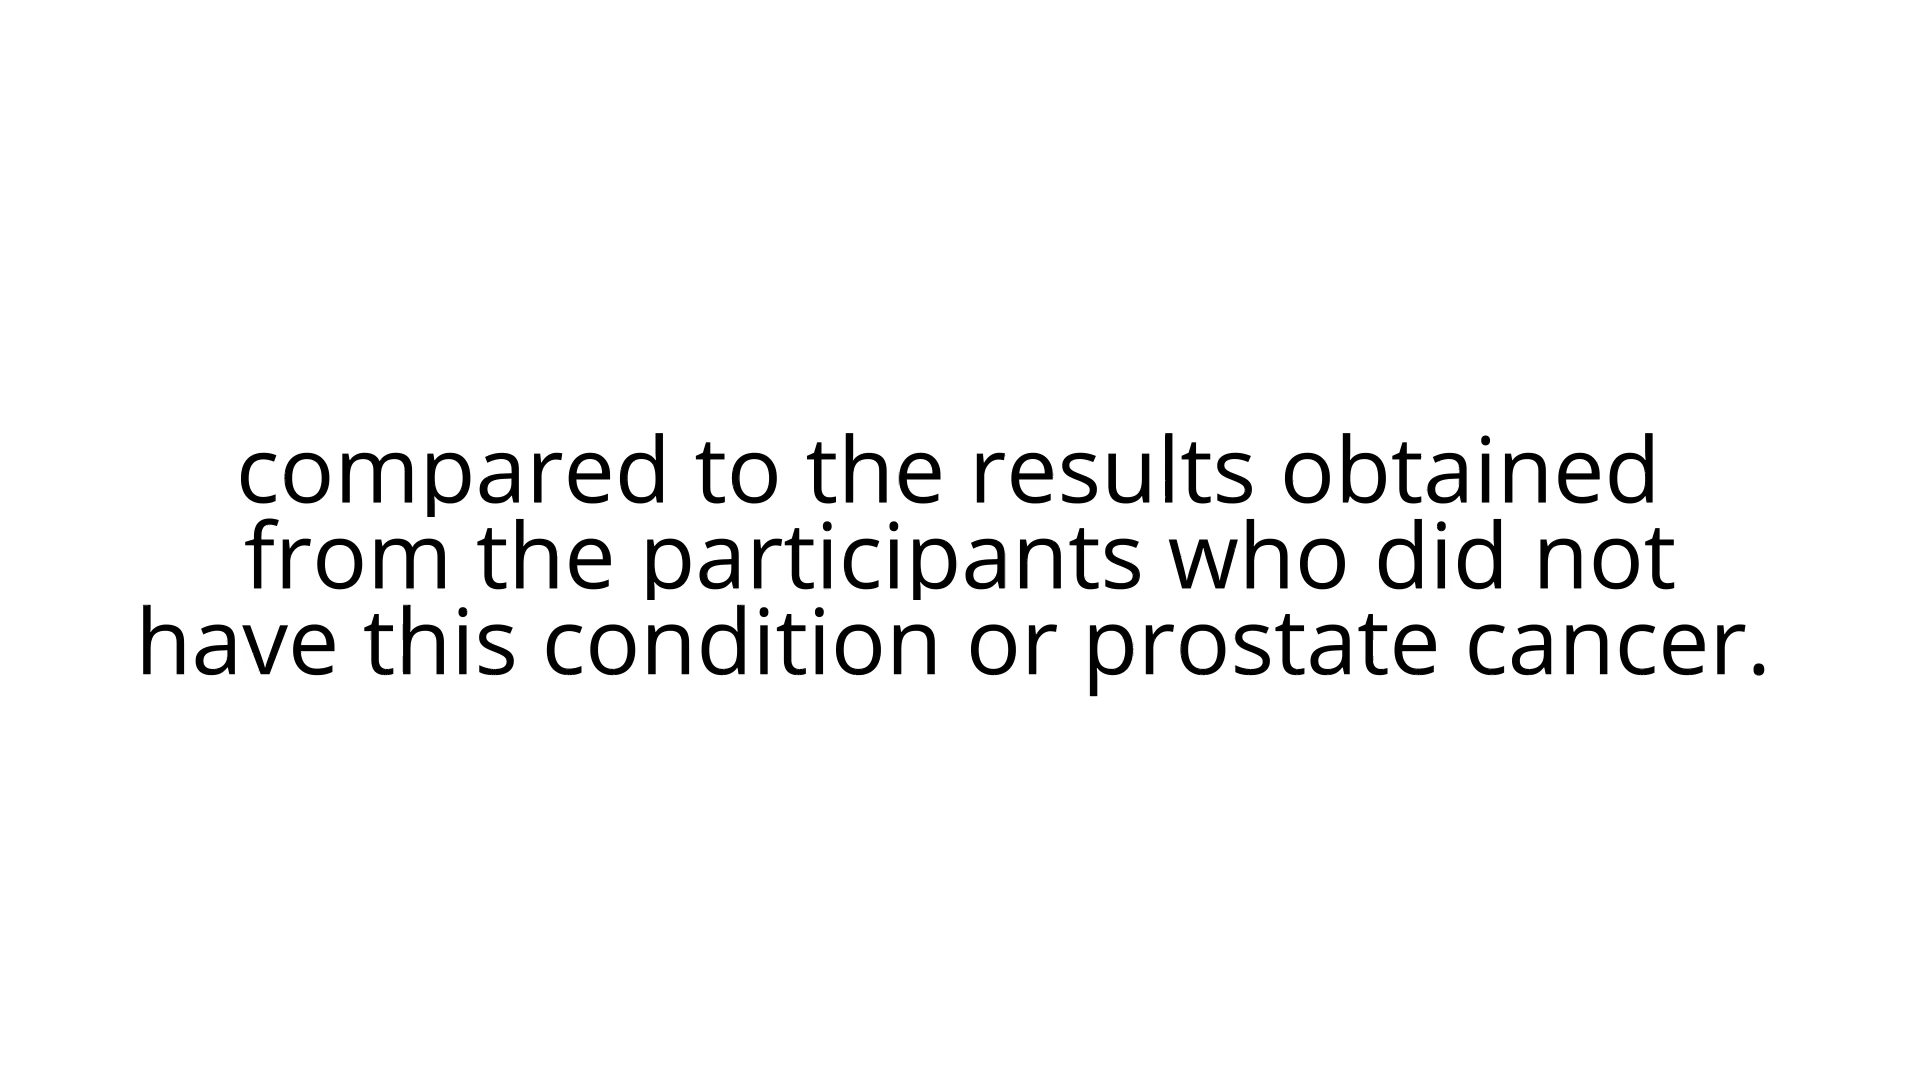 compared to the results obtained
from the participants who did not
have this condition or prostate cancer.